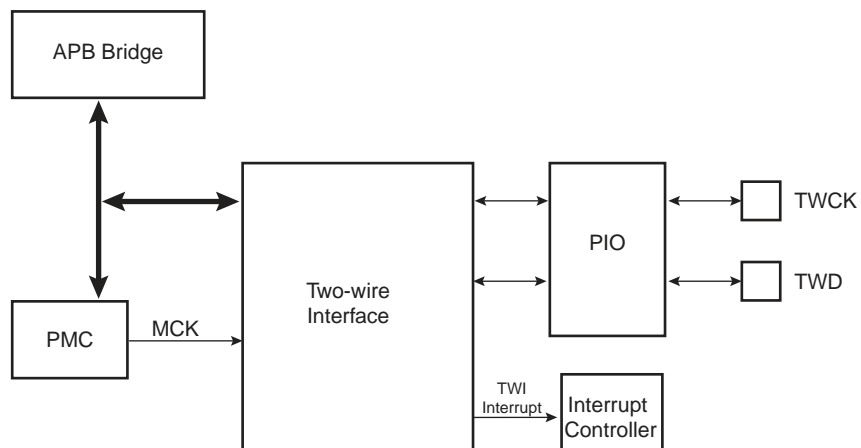 APB Bridge
TWCK
PIO
Two-wire
Interface
TWD
PMC
MCK
TWI
Interrupt
Interrupt
Controller